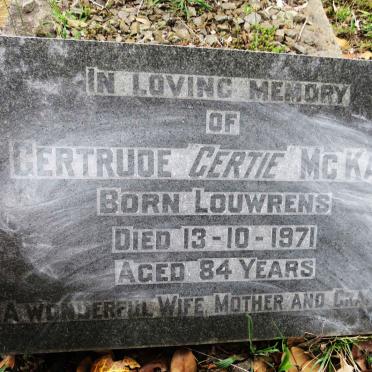 IN LOVING MEMORY
OF
GERTRUDE "CERTIE" MCKA
BORN LOUWRENS
DIED 13-10-1971
AGED 84 YEARS
A WONDERFUL WIFE, MOTHER AND GRA